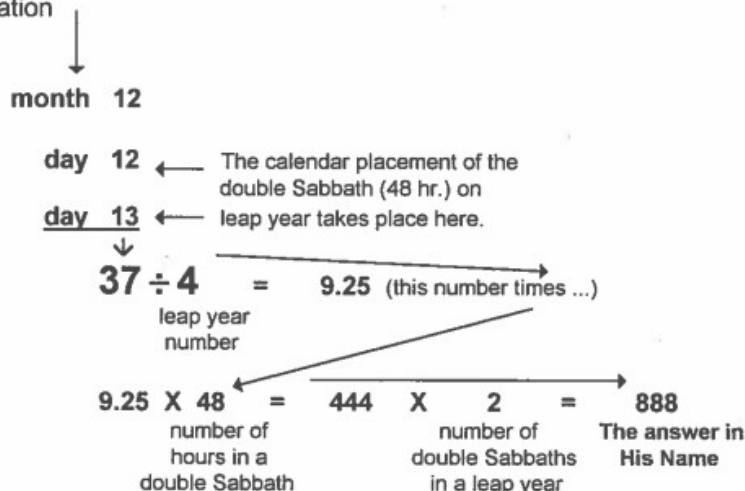 ation
month 12
day 12 The calendar placement of the
double Sabbath (48 hr.) on
day 13 leap year takes place here.
37 ÷ 4 = 9.25 (this number times ...)
leap year
number
9.25 X 48 = 444 X 2 = 888
number of
hours in a
double Sabbath
number of
double Sabbaths
in a leap year
The answer in
His Name